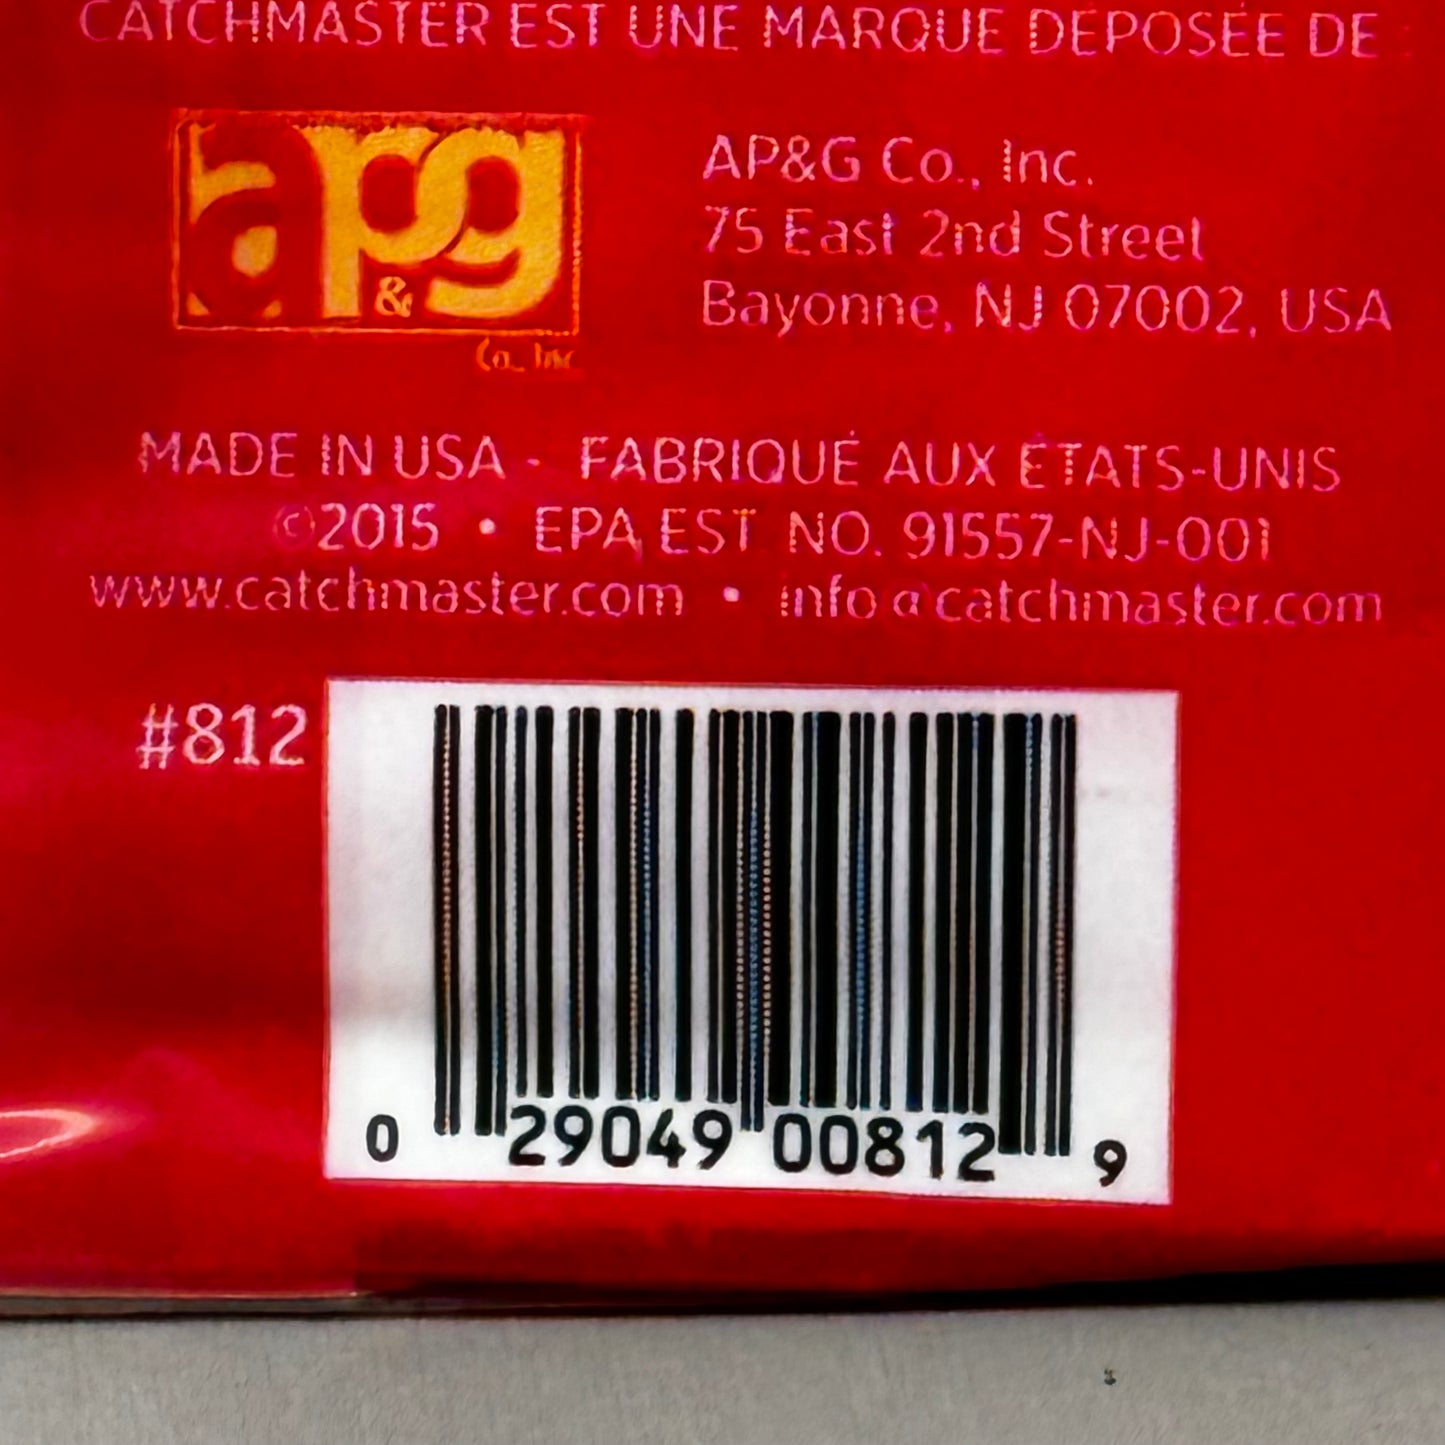 CATCHMASTER EST UNE MARQUE DÉPOSÉE DE :
ap&g
Co., Inc.
AP&G Co., Inc.
75 East 2nd Street
Bayonne, NJ 07002, USA
MADE IN USA - FABRIQUÉ AUX ÉTATS-UNIS
©2015 • EPA EST. NO. 91557-NJ-001
www.catchmaster.com • info@catchmaster.com
#812
0 29049 00812 9